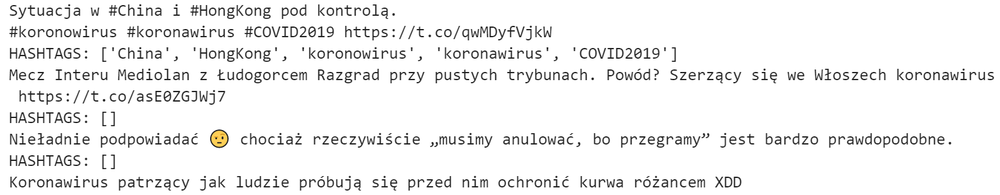 Sytuacja w #China i #HongKong pod kontrolą.
#koronowirus #koronawirus #COVID2019 https://t.co/qwMDyfVjkW
HASHTAGS: ['China', 'HongKong', 'koronowirus', 'koronawirus', 'COVID2019']
Mecz Interu Mediolan z Łudogorcem Razgrad przy pustych trybunach. Powód? Szerzący się we Włoszech koronawirus
https://t.co/asE0ZGJWj7
HASHTAGS: []
Nieładnie podpowiadać 🤨 chociaż rzeczywiście „musimy anulować, bo przegramy” jest bardzo prawdopodobne.
HASHTAGS: []
Koronawirus patrzący jak ludzie próbują się przed nim ochronić kurwa różancem XDD